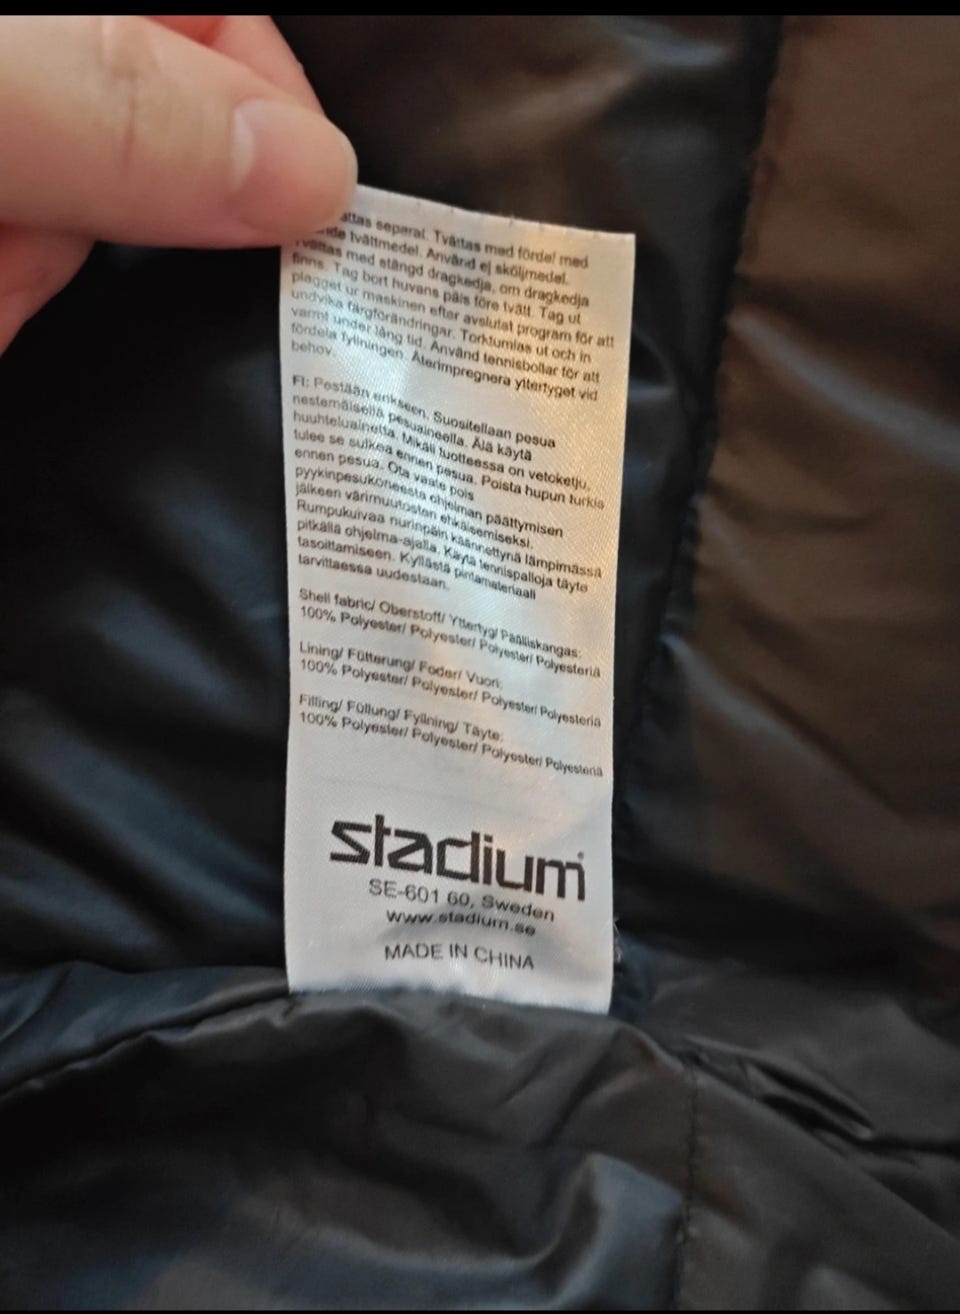 ttas separat. Tvättas med fördel med
nde tvättmedel. Använd ej sköljmedel.
Tvättas med stängd dragkedja, om dragkedja
finns. Tag bort huvans päls före tvätt. Tag ut
plagget ur maskinen efter avslutat program för att
undvika färgförändringar. Torktumlas ut och in
varmt under lång tid. Använd tennisbollar för att
fördela fyllningen. Återimpregnera yttertyget vid
behov.
FI: Pestään erikseen. Suositellaan pesua
nestemäisellä pesuaineella. Älä käytä
huuhteluainetta. Mikäli tuotteessa on vetoketju,
tulee se sulkea ennen pesua. Poista hupun turkis
ennen pesua. Ota vaate pois
pyykinpesukoneesta ohjelman päättymisen
jälkeen värimuutosten ehkäisemiseksi.
Rumpukuivaa nurinpäin käännettynä lämpimässä
pitkällä ohjelma-ajalla. Käytä tennispalloja täyte
tasoittamiseen. Kyllästä pintamateriaali
tarvittaessa uudestaan.
Shell fabric/ Oberstoff/ Yttertyg/ Päälliskangas:
100% Polyester/ Polyester/ Polyester/ Polyesteriä
Lining/ Fütterung/ Foder/ Vuori:
100% Polyester/ Polyester/ Polyester/ Polyesteriä
Filling/ Füllung/ Fyllning/ Täyte:
100% Polyester/ Polyester/ Polyester/ Polyesteriä
stadium
SE-601 60, Sweden
www.stadium.se
MADE IN CHINA